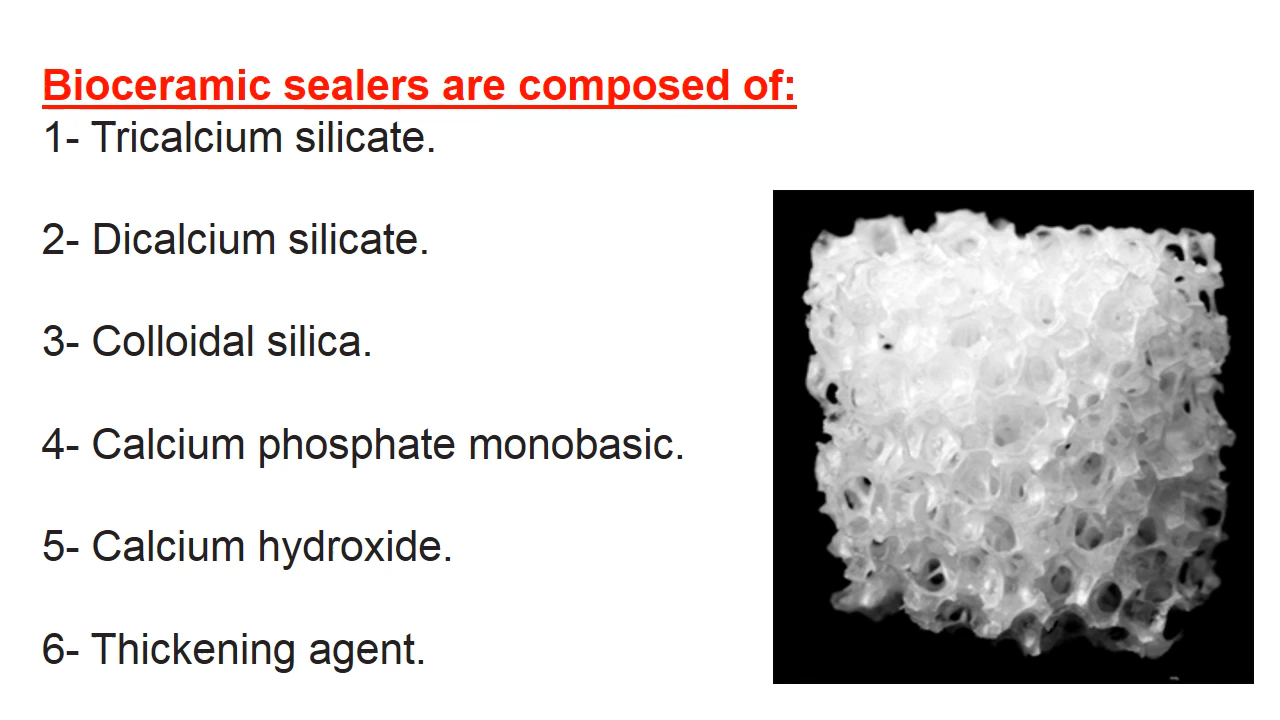 Bioceramic sealers are composed of:
1- Tricalcium silicate.
2- Dicalcium silicate.
3- Colloidal silica.
4- Calcium phosphate monobasic.
5- Calcium hydroxide.
6- Thickening agent.